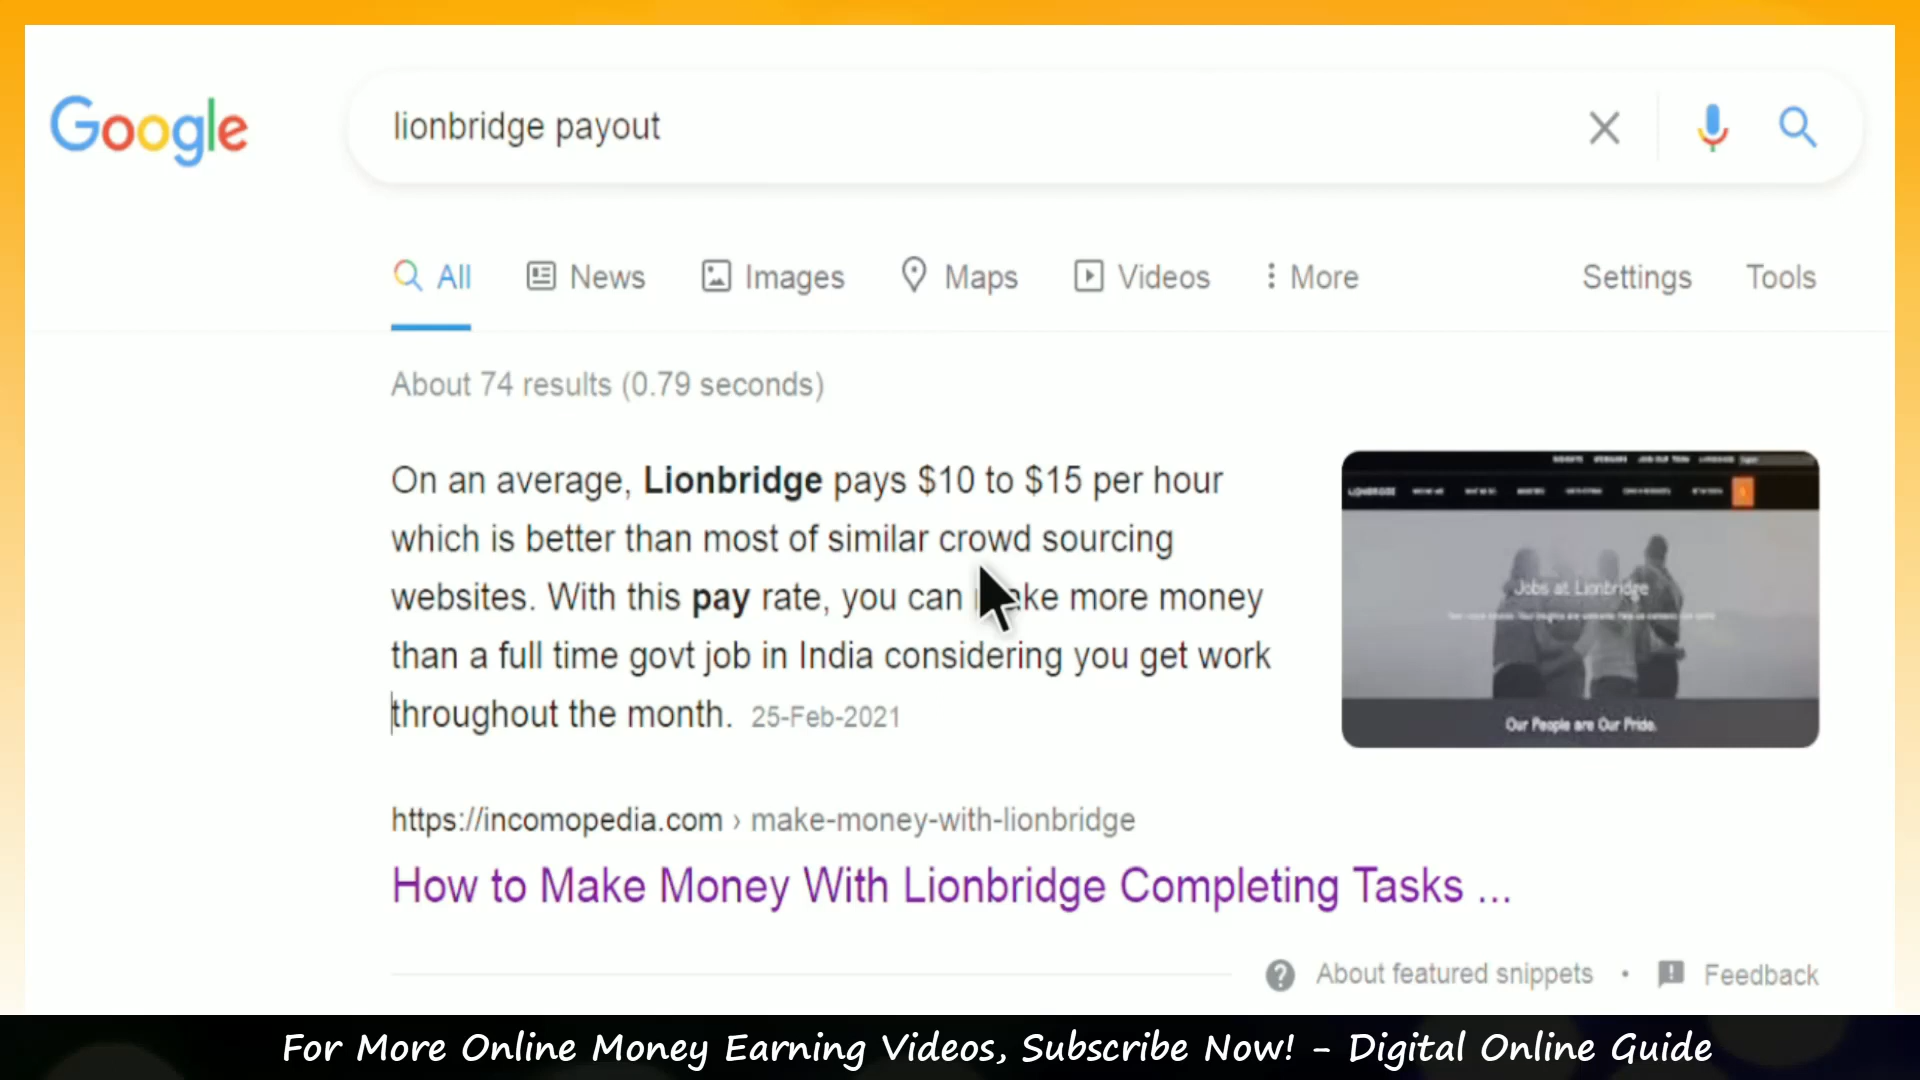 Google
lionbridge payout
All News Images Maps Videos More Settings Tools
About 74 results (0.79 seconds)
On an average, Lionbridge pays $10 to $15 per hour
which is better than most of similar crowd sourcing
websites. With this pay rate, you can make more money
than a full time govt job in India considering you get work
throughout the month. 25-Feb-2021
LIONBRIDGE
Jobs at Lionbridge
Our People are Our Pride.
https://incomopedia.com › make-money-with-lionbridge
How to Make Money With Lionbridge Completing Tasks ...
About featured snippets • Feedback
For More Online Money Earning Videos, Subscribe Now! - Digital Online Guide